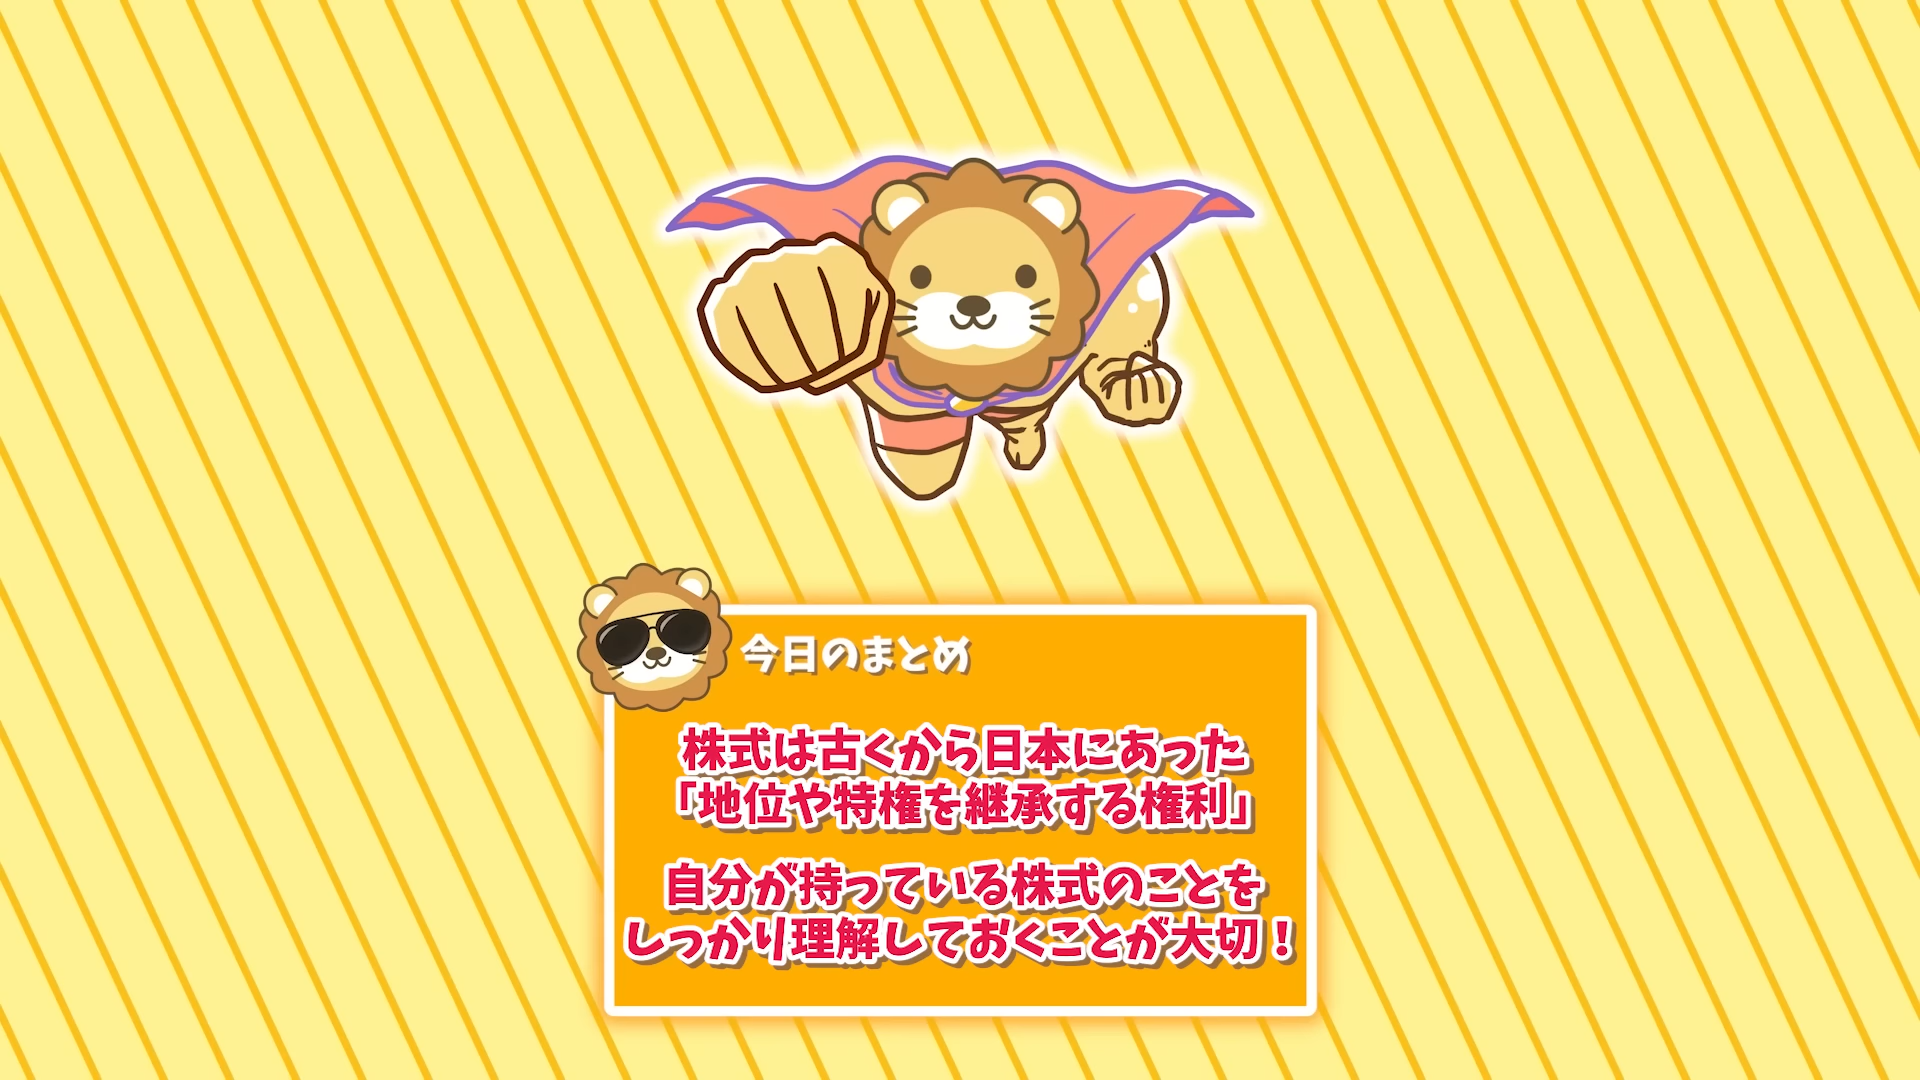 今日のまとめ
株式は古くから日本にあった
「地位や特権を継承する権利」
自分が持っている株式のことを
しっかり理解しておくことが大切！